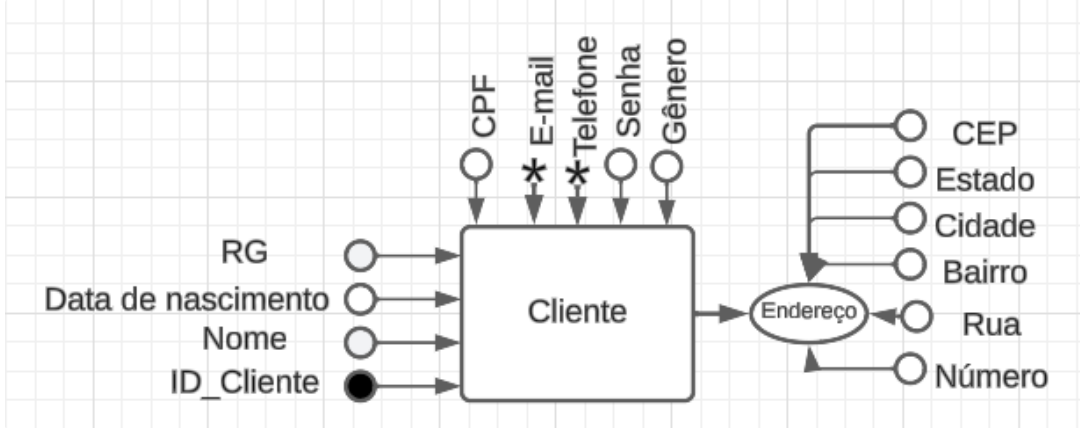 CPF
E-mail
Telefone
Senha
Gênero
RG
Data de nascimento
Nome
ID_Cliente
Cliente
Endereço
CEP
Estado
Cidade
Bairro
Rua
Número